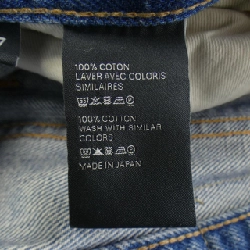 100% COTON
LAVER AVEC COLORIS
SIMILAIRES
100% COTTON
WASH WITH SIMILAR
COLORS
MADE IN JAPAN